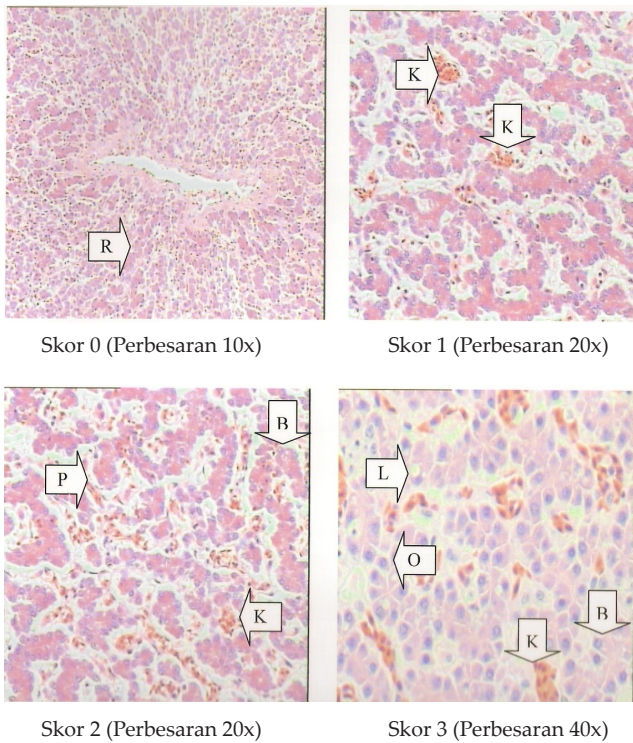 K
K
R
Skor 0 (Perbesaran 10x)
Skor 1 (Perbesaran 20x)
B
P
K
L
O
B
K
Skor 2 (Perbesaran 20x)
Skor 3 (Perbesaran 40x)